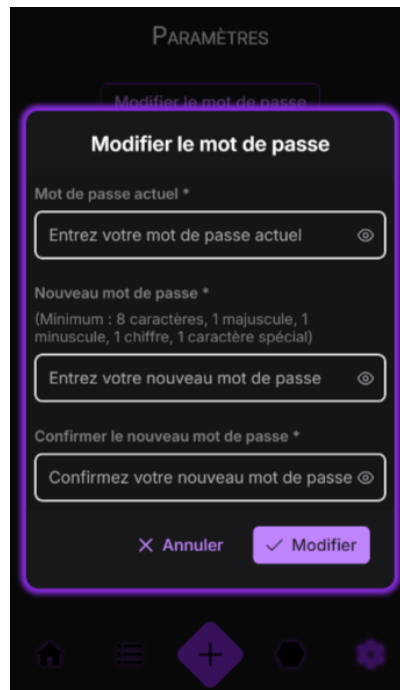 Paramètres
Modifier le mot de passe
Modifier le mot de passe
Mot de passe actuel *
Entrez votre mot de passe actuel
Nouveau mot de passe *
(Minimum : 8 caractères, 1 majuscule, 1
minuscule, 1 chiffre, 1 caractère spécial)
Entrez votre nouveau mot de passe
Confirmer le nouveau mot de passe *
Confirmez votre nouveau mot de passe
Annuler
Modifier